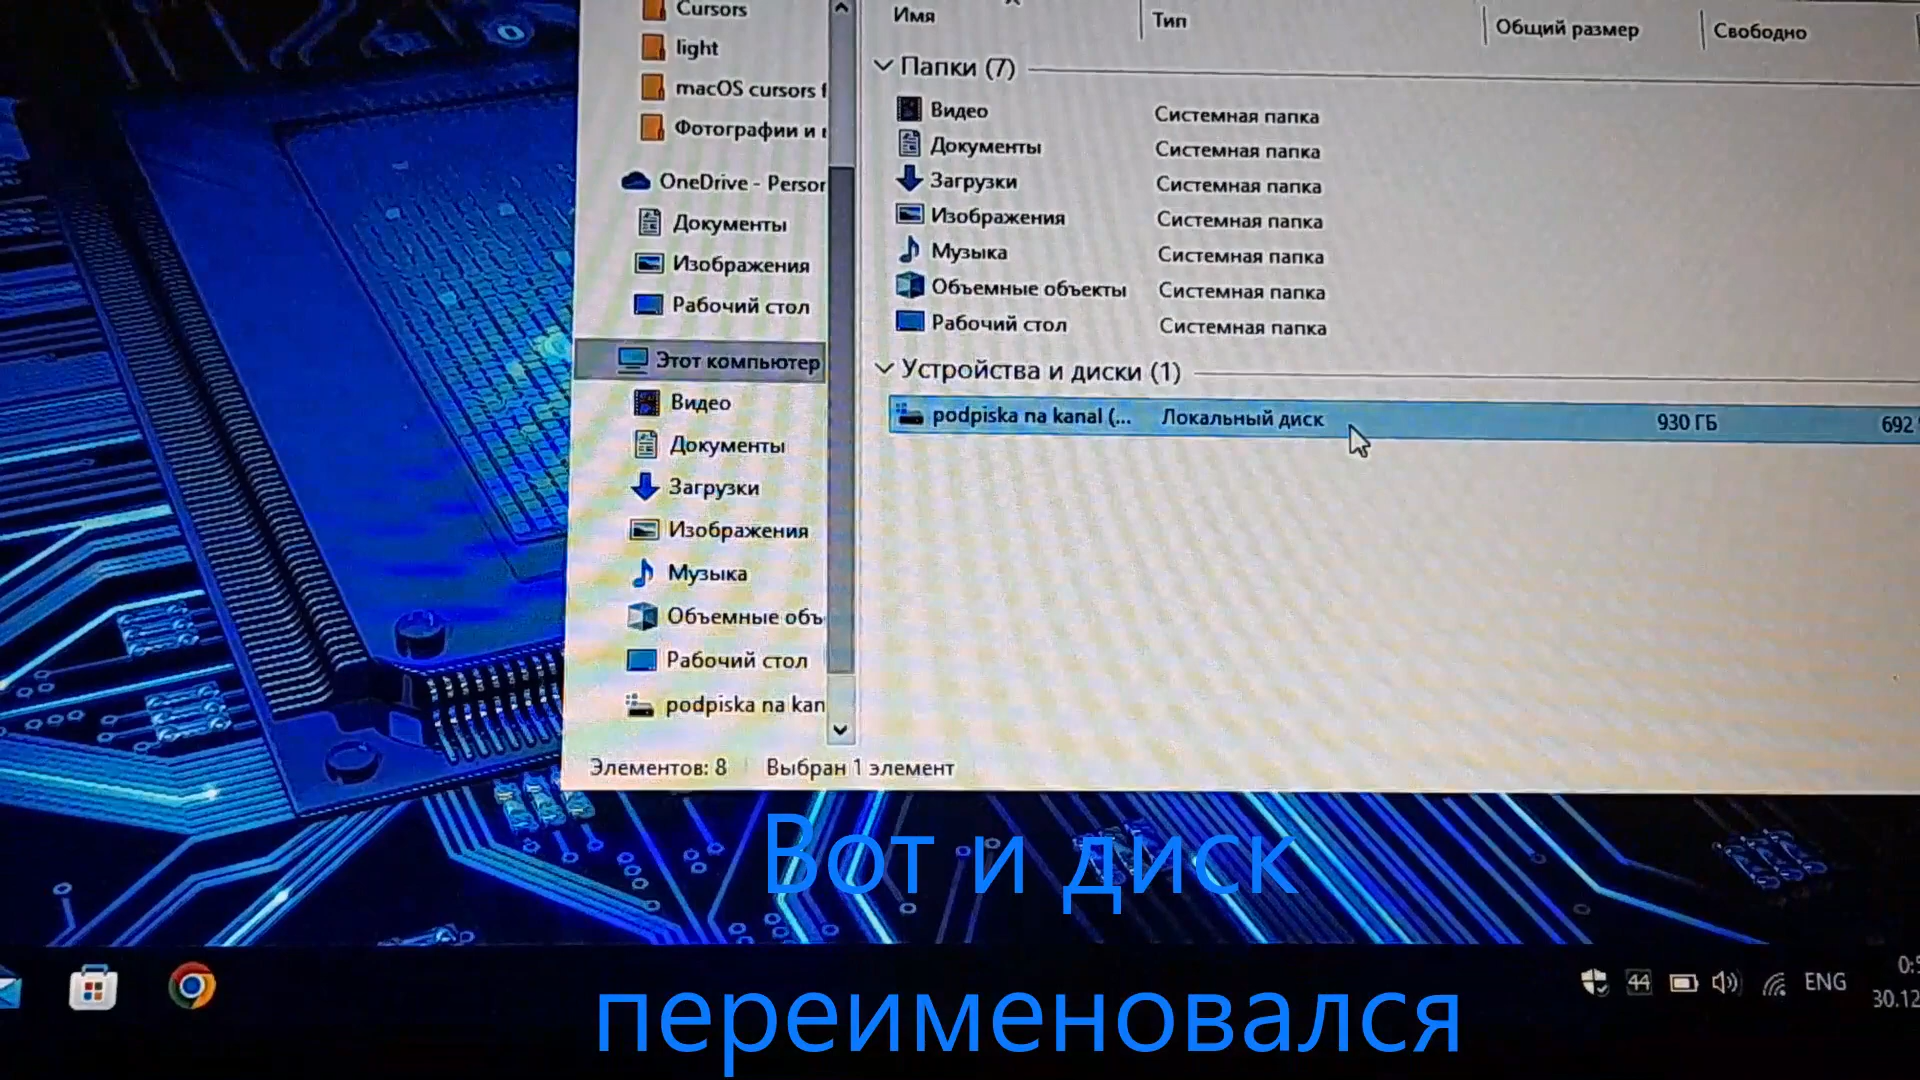 Cursors
light
macOS cursors f
Фотографии и
OneDrive - Person
Документы
Изображения
Рабочий стол
Этот компьютер
Видео
Документы
Загрузки
Изображения
Музыка
Объемные объ
Рабочий стол
podpiska na kan
Имя Тип Общий размер Свободно
Папки (7)
Видео Системная папка
Документы Системная папка
Загрузки Системная папка
Изображения Системная папка
Музыка Системная папка
Объемные объекты Системная папка
Рабочий стол Системная папка
Устройства и диски (1)
podpiska na kanal (... Локальный диск 930 ГБ 692
Элементов: 8 Выбран 1 элемент
Вот и диск
переименовался
44 ENG
30.12